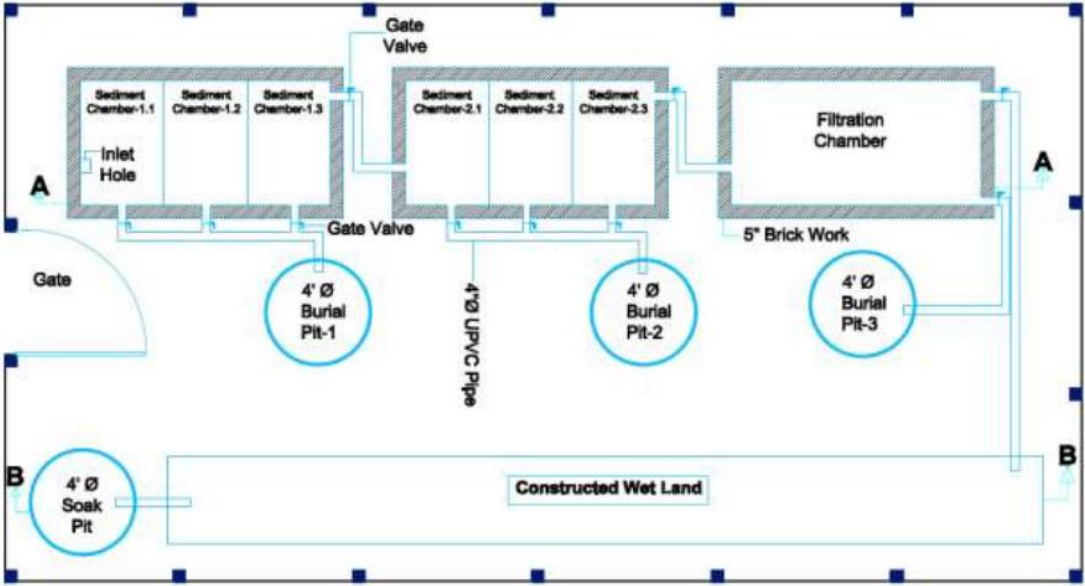 Gate
Valve
Sediment
Chamber-1.1
Sediment
Chamber-1.2
Sediment
Chamber-1.3
Sediment
Chamber-2.1
Sediment
Chamber-2.2
Sediment
Chamber-2.3
Filtration
Chamber
Inlet
Hole
A
A
Gate Valve
5" Brick Work
Gate
4' Ø
Burial
Pit-1
4'Ø UPVC Pipe
4' Ø
Burial
Pit-2
4' Ø
Burial
Pit-3
B
B
4' Ø
Soak
Pit
Constructed Wet Land